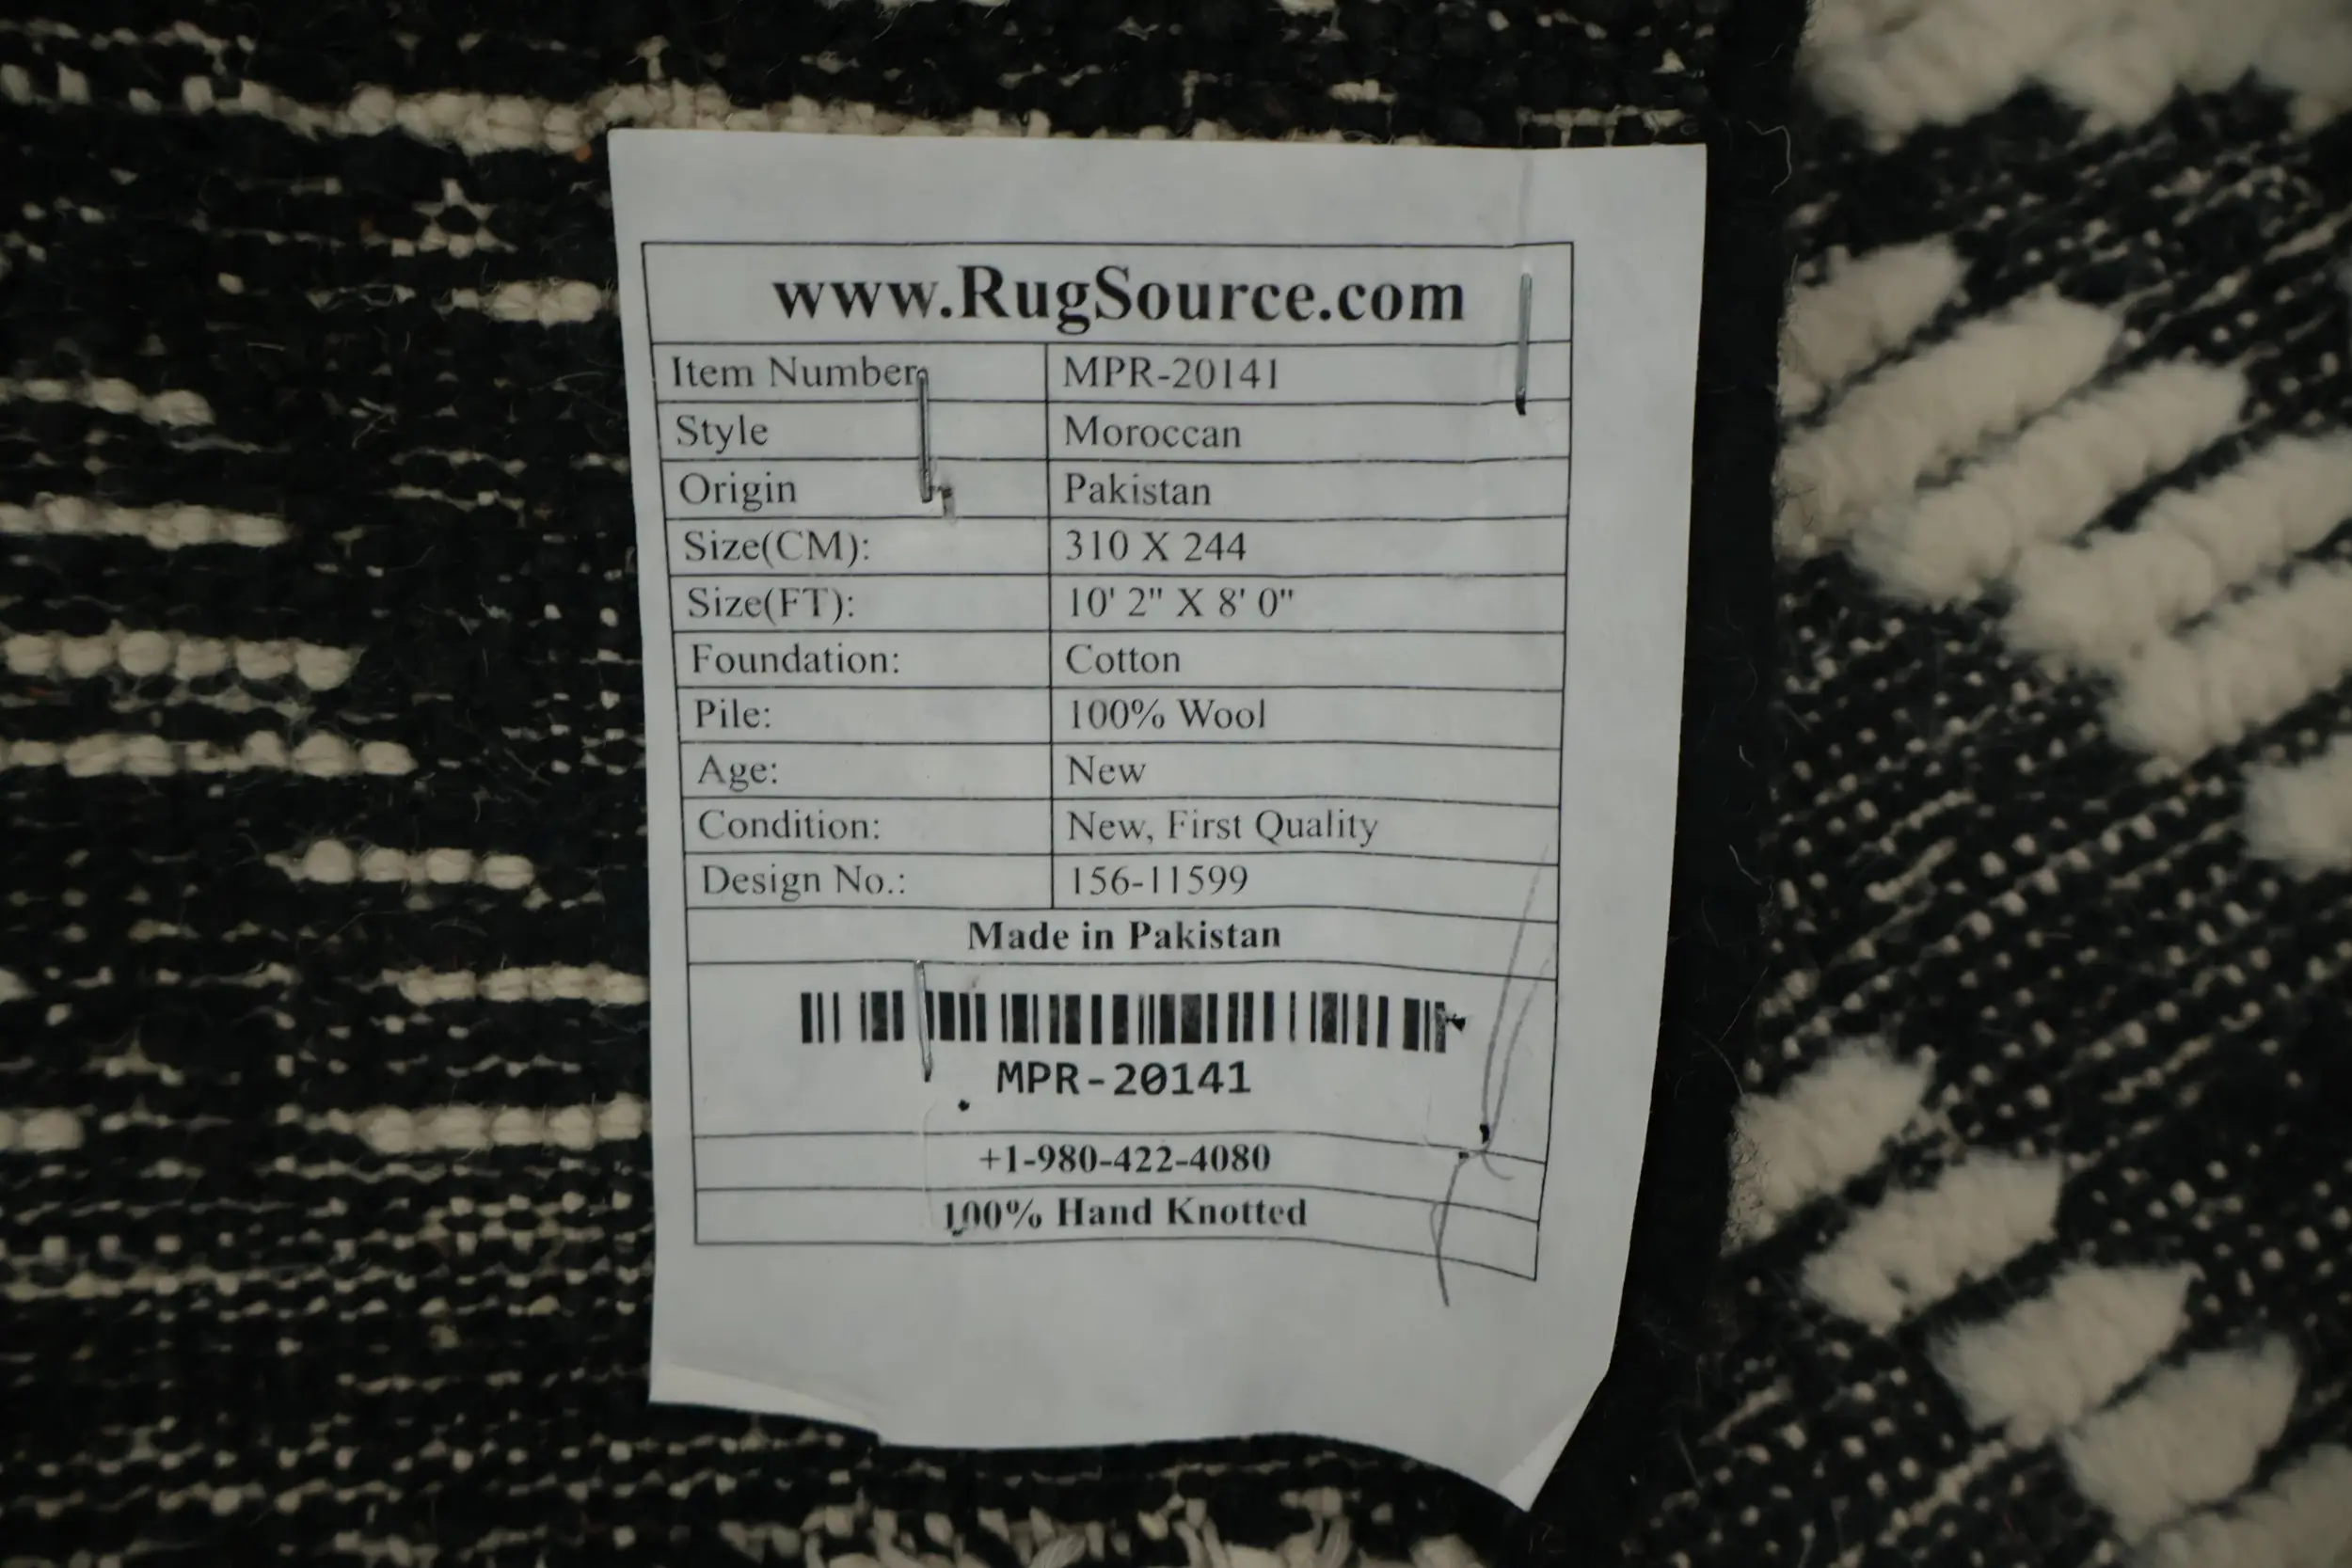 www.RugSource.com
Item Number MPR-20141
Style Moroccan
Origin Pakistan
Size(CM): 310 X 244
Size(FT): 10' 2" X 8' 0"
Foundation: Cotton
Pile: 100% Wool
Age: New
Condition: New, First Quality
Design No.: 156-11599
Made in Pakistan
MPR-20141
+1-980-422-4080
100% Hand Knotted